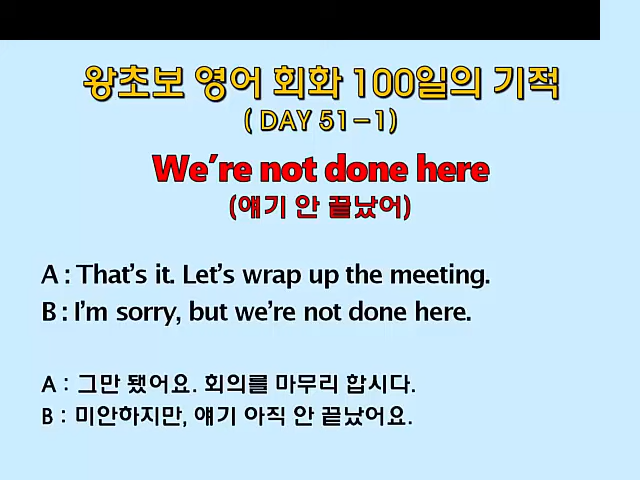 왕초보 영어 회화 100일의 기적
( DAY 51-1)
We're not done here
(얘기 안 끝났어)
A : That's it. Let's wrap up the meeting.
B : I'm sorry, but we're not done here.
A : 그만 됐어요. 회의를 마무리 합시다.
B : 미안하지만, 얘기 아직 안 끝났어요.